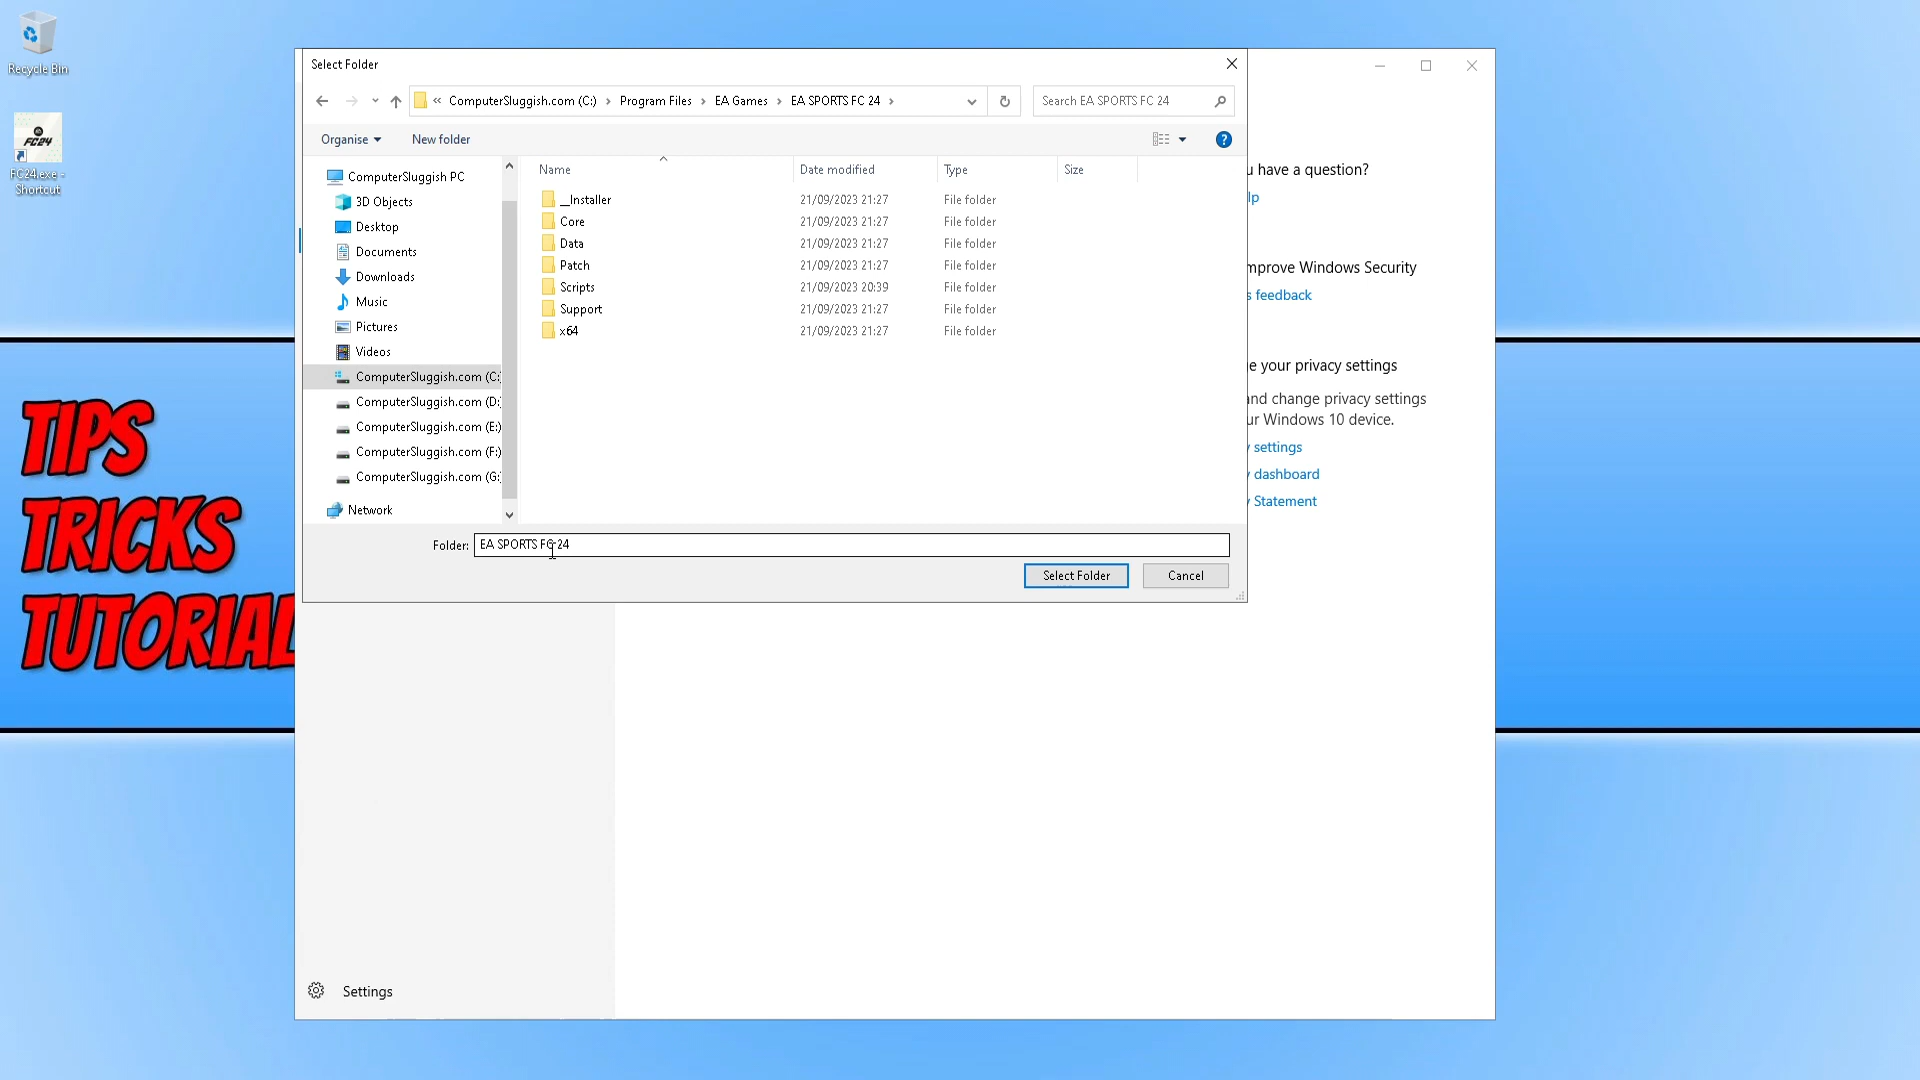 Recycle Bin
FC24
FC24.exe -
Shortcut
TIPS
TRICKS
TUTORIAL
Select Folder
« ComputerSluggish.com (C:) › Program Files › EA Games › EA SPORTS FC 24 ›
Search EA SPORTS FC 24
Organise
New folder
?
ComputerSluggish PC
3D Objects
Desktop
Documents
Downloads
Music
Pictures
Videos
ComputerSluggish.com (C:
ComputerSluggish.com (D:
ComputerSluggish.com (E:)
ComputerSluggish.com (F:)
ComputerSluggish.com (G:
Network
Name Date modified Type Size
__Installer 21/09/2023 21:27 File folder
Core 21/09/2023 21:27 File folder
Data 21/09/2023 21:27 File folder
Patch 21/09/2023 21:27 File folder
Scripts 21/09/2023 20:39 File folder
Support 21/09/2023 21:27 File folder
x64 21/09/2023 21:27 File folder
Folder: EA SPORTS FC 24
Select Folder
Cancel
u have a question?
lp
mprove Windows Security
s feedback
e your privacy settings
and change privacy settings
ur Windows 10 device.
y settings
y dashboard
y Statement
Settings